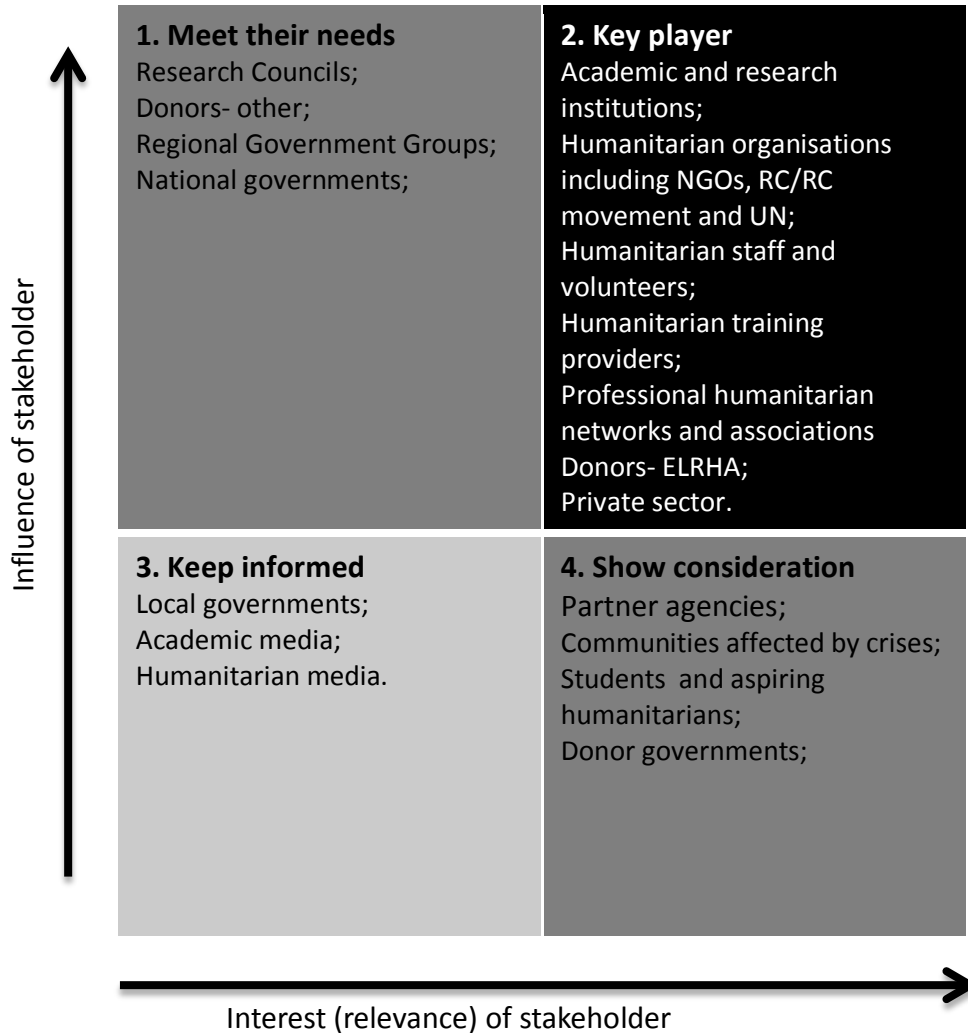 Influence of stakeholder
1. Meet their needs
Research Councils;
Donors- other;
Regional Government Groups;
National governments;
2. Key player
Academic and research
institutions;
Humanitarian organisations
including NGOs, RC/RC
movement and UN;
Humanitarian staff and
volunteers;
Humanitarian training
providers;
Professional humanitarian
networks and associations
Donors- ELRHA;
Private sector.
3. Keep informed
Local governments;
Academic media;
Humanitarian media.
4. Show consideration
Partner agencies;
Communities affected by crises;
Students  and aspiring
humanitarians;
Donor governments;
Interest (relevance) of stakeholder